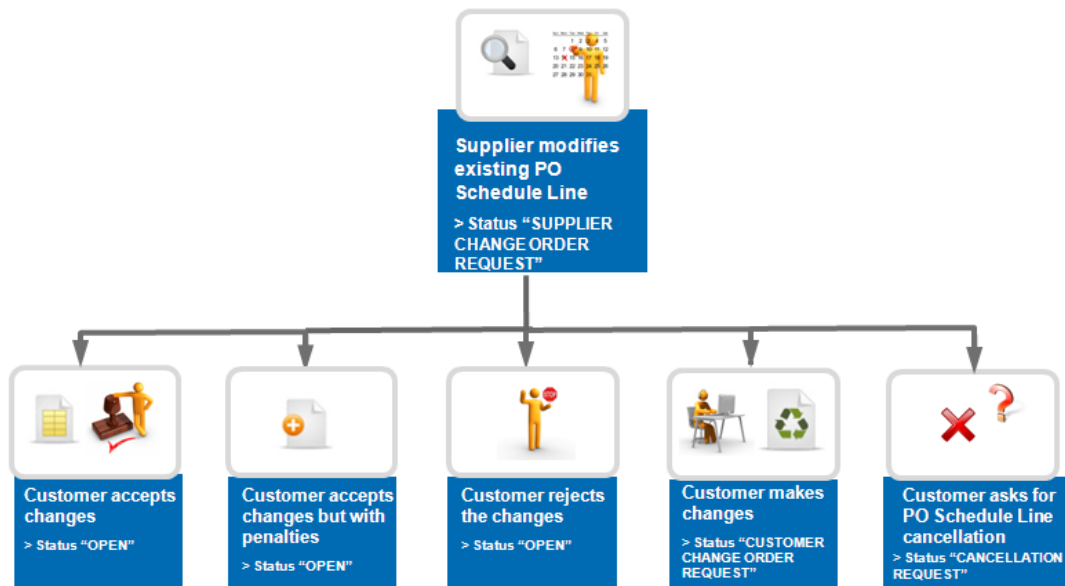 Supplier modifies
existing PO
Schedule Line
> Status “SUPPLIER
CHANGE ORDER
REQUEST”
Customer accepts
changes
> Status “OPEN”
Customer accepts
changes but with
penalties
> Status “OPEN”
Customer rejects
the changes
> Status “OPEN”
Customer makes
changes
> Status “CUSTOMER
CHANGE ORDER
REQUEST”
Customer asks for
PO Schedule Line
cancellation
> Status “CANCELLATION
REQUEST”
STOP